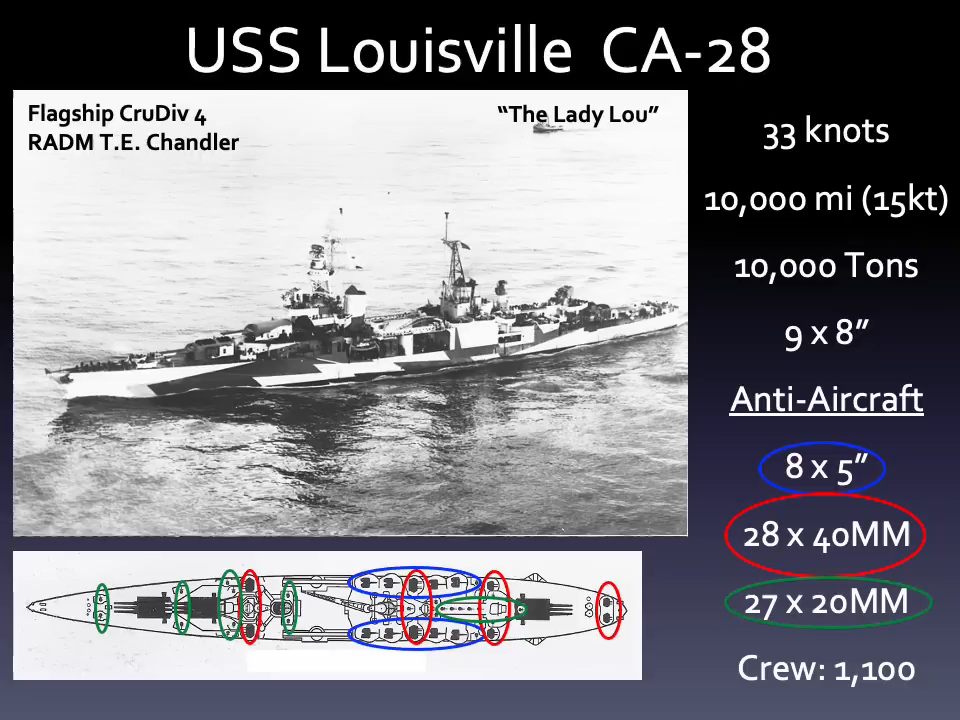 USS Louisville CA-28
Flagship CruDiv 4
RADM T.E. Chandler
“The Lady Lou”
33 knots
10,000 mi (15kt)
10,000 Tons
9 x 8”
Anti-Aircraft
8 x 5”
28 x 40MM
27 x 20MM
Crew: 1,100